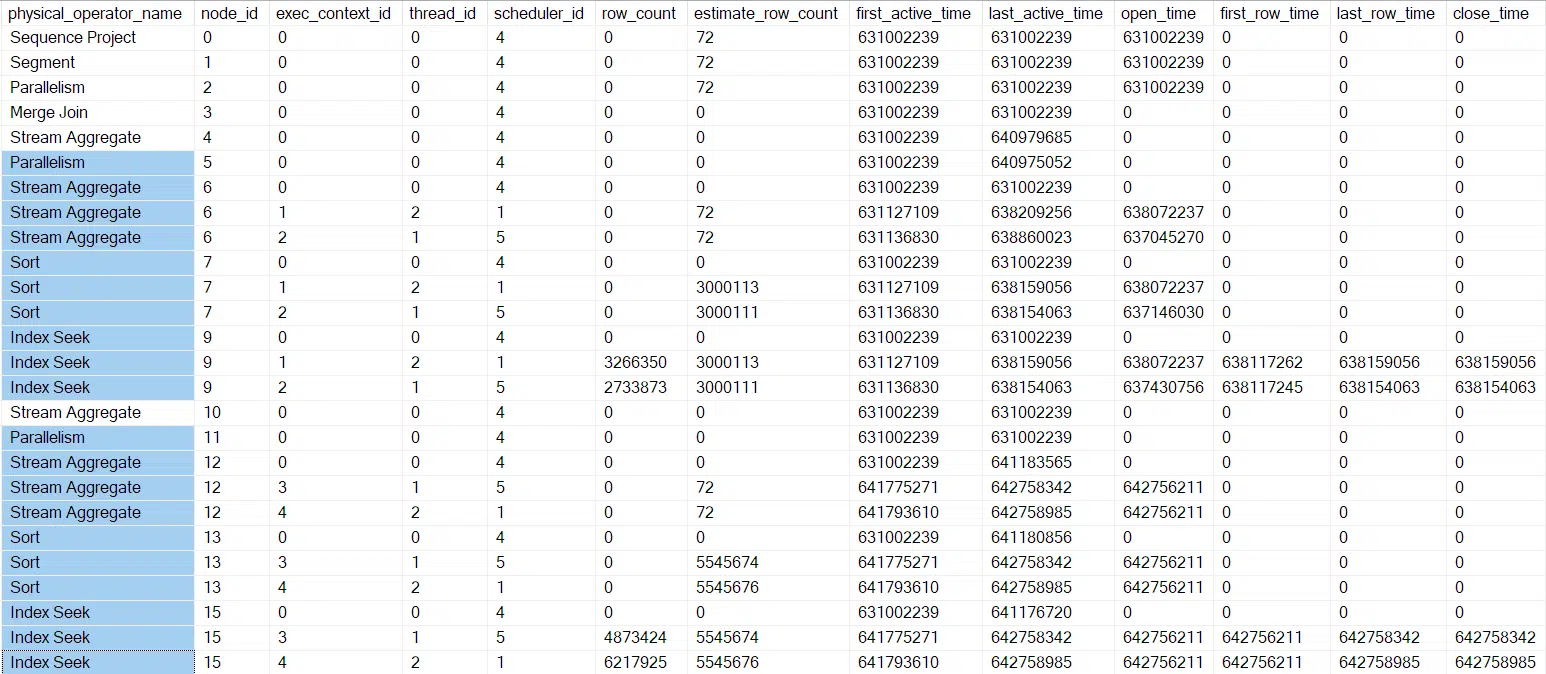 physical_operator_name node_id exec_context_id thread_id scheduler_id row_count estimate_row_count first_active_time last_active_time open_time first_row_time last_row_time close_time
Sequence Project 0 0 0 4 0 72 631002239 631002239 631002239 0 0 0
Segment 1 0 0 4 0 72 631002239 631002239 631002239 0 0 0
Parallelism 2 0 0 4 0 72 631002239 631002239 631002239 0 0 0
Merge Join 3 0 0 4 0 0 631002239 631002239 0 0 0 0
Stream Aggregate 4 0 0 4 0 0 631002239 640979685 0 0 0 0
Parallelism 5 0 0 4 0 0 631002239 640975052 0 0 0 0
Stream Aggregate 6 0 0 4 0 0 631002239 631002239 0 0 0 0
Stream Aggregate 6 1 2 1 0 72 631127109 638209256 638072237 0 0 0
Stream Aggregate 6 2 1 5 0 72 631136830 638860023 637045270 0 0 0
Sort 7 0 0 4 0 0 631002239 631002239 0 0 0 0
Sort 7 1 2 1 0 3000113 631127109 638159056 638072237 0 0 0
Sort 7 2 1 5 0 3000111 631136830 638154063 637146030 0 0 0
Index Seek 9 0 0 4 0 0 631002239 631002239 0 0 0 0
Index Seek 9 1 2 1 3266350 3000113 631127109 638159056 638072237 638117262 638159056 638159056
Index Seek 9 2 1 5 2733873 3000111 631136830 638154063 637430756 638117245 638154063 638154063
Stream Aggregate 10 0 0 4 0 0 631002239 631002239 0 0 0 0
Parallelism 11 0 0 4 0 0 631002239 631002239 0 0 0 0
Stream Aggregate 12 0 0 4 0 0 631002239 641183565 0 0 0 0
Stream Aggregate 12 3 1 5 0 72 641775271 642758342 642756211 0 0 0
Stream Aggregate 12 4 2 1 0 72 641793610 642758985 642756211 0 0 0
Sort 13 0 0 4 0 0 631002239 641180856 0 0 0 0
Sort 13 3 1 5 0 5545674 641775271 642758342 642756211 0 0 0
Sort 13 4 2 1 0 5545676 641793610 642758985 642756211 0 0 0
Index Seek 15 0 0 4 0 0 631002239 641176720 0 0 0 0
Index Seek 15 3 1 5 4873424 5545674 641775271 642758342 642756211 642756211 642758342 642758342
Index Seek 15 4 2 1 6217925 5545676 641793610 642758985 642756211 642756211 642758985 642758985